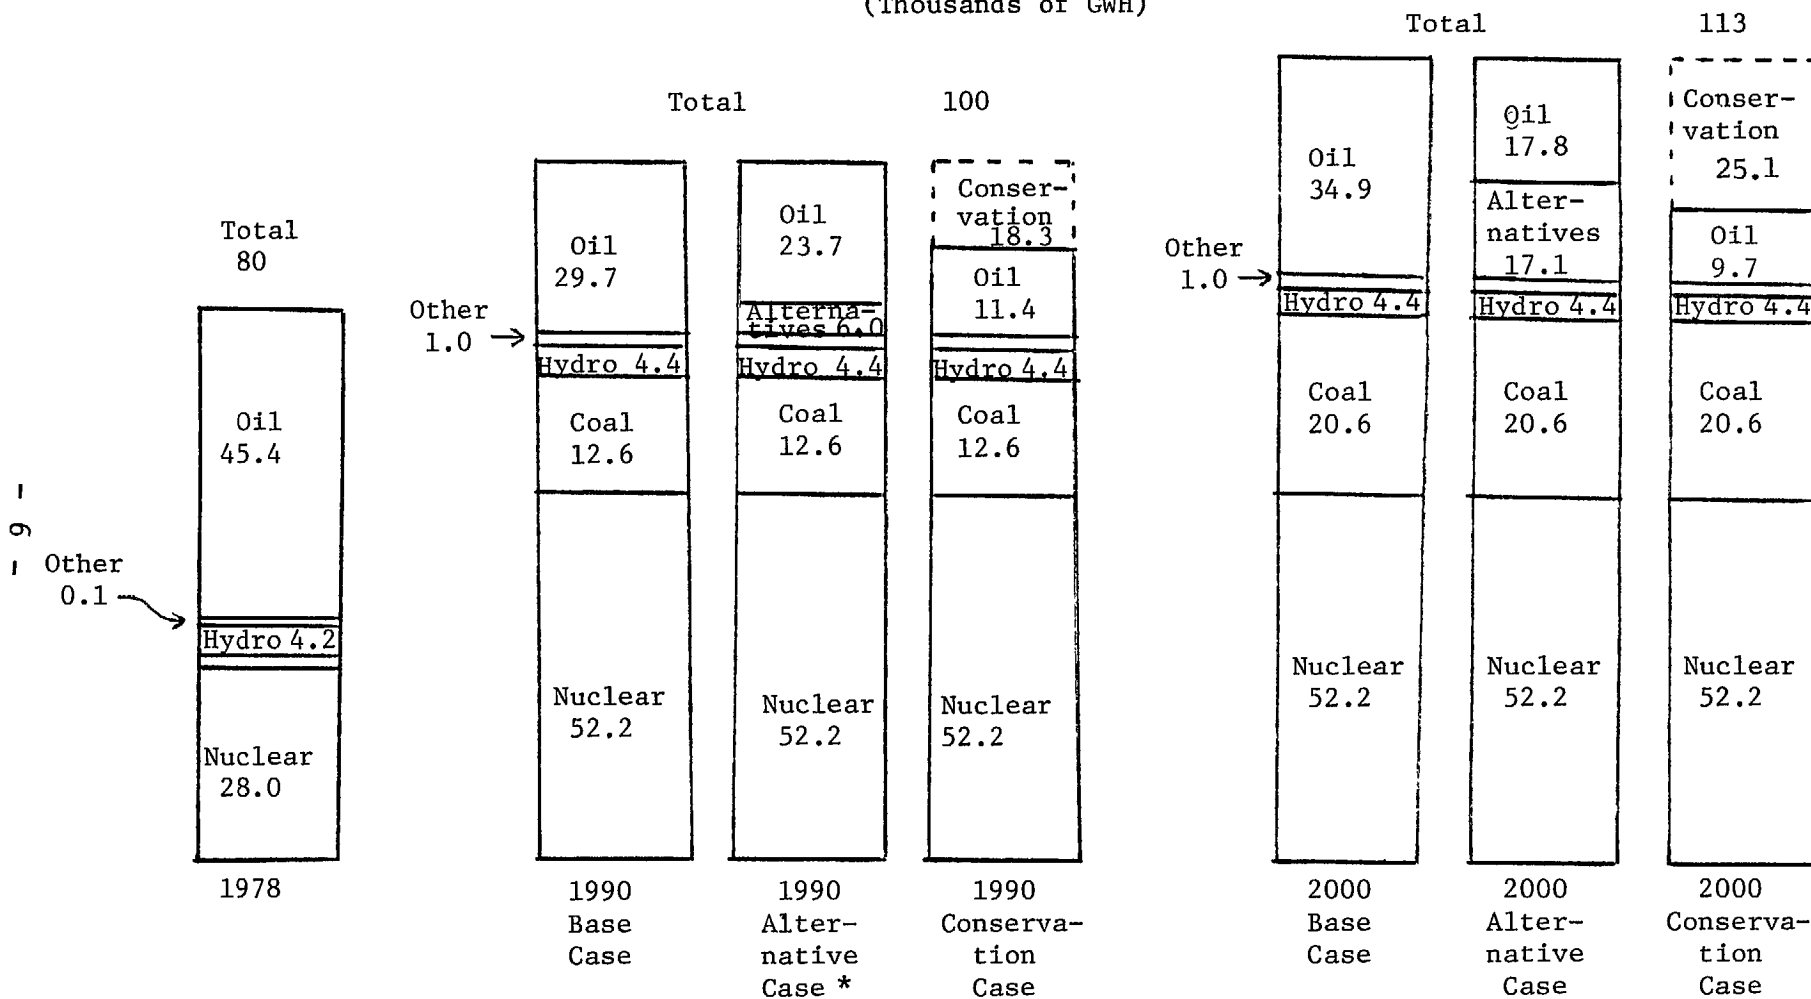 (Thousands of GWH)
Total 113
Total 100
Total
80
Other
0.1
Oil
45.4
Hydro 4.2
Nuclear
28.0
1978
Other
1.0
Oil
29.7
Hydro 4.4
Coal
12.6
Nuclear
52.2
1990
Base
Case
Oil
23.7
Alterna-
tives 6.0
Hydro 4.4
Coal
12.6
Nuclear
52.2
1990
Alter-
native
Case *
Conser-
vation
18.3
Oil
11.4
Hydro 4.4
Coal
12.6
Nuclear
52.2
1990
Conserva-
tion
Case
Other
1.0
Oil
34.9
Hydro 4.4
Coal
20.6
Nuclear
52.2
2000
Base
Case
Oil
17.8
Alter-
natives
17.1
Hydro 4.4
Coal
20.6
Nuclear
52.2
2000
Alter-
native
Case
Conser-
vation
25.1
Oil
9.7
Hydro 4.4
Coal
20.6
Nuclear
52.2
2000
Conserva-
tion
Case